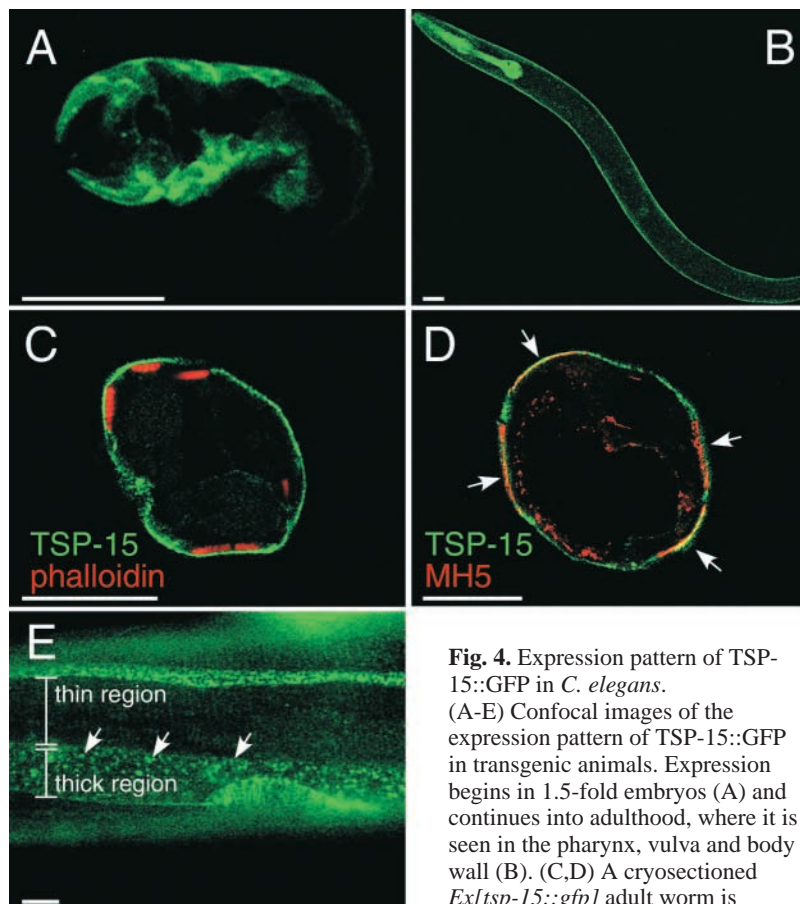 A
B
C
TSP-15
phalloidin
D
TSP-15
MH5
E
thin region
thick region
Fig. 4. Expression pattern of TSP-
15::GFP in C. elegans.
(A-E) Confocal images of the
expression pattern of TSP-15::GFP
in transgenic animals. Expression
begins in 1.5-fold embryos (A) and
continues into adulthood, where it is
seen in the pharynx, vulva and body
wall (B). (C,D) A cryosectioned
Ex[tsp-15::gfp] adult worm is